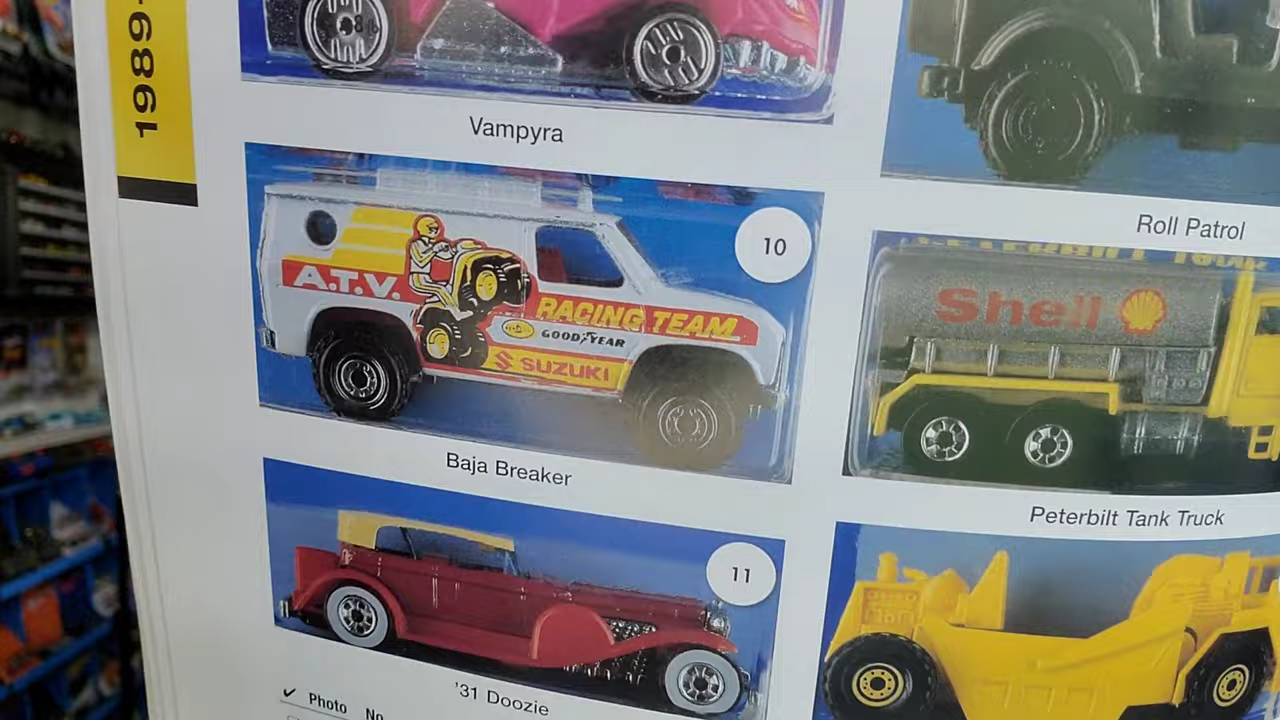 1989-
Vampyra
10
A.T.V.
RACING TEAM
GOODYEAR
SUZUKI
Baja Breaker
11
'31 Doozie
✓ Photo No
Roll Patrol
Shell
Peterbilt Tank Truck